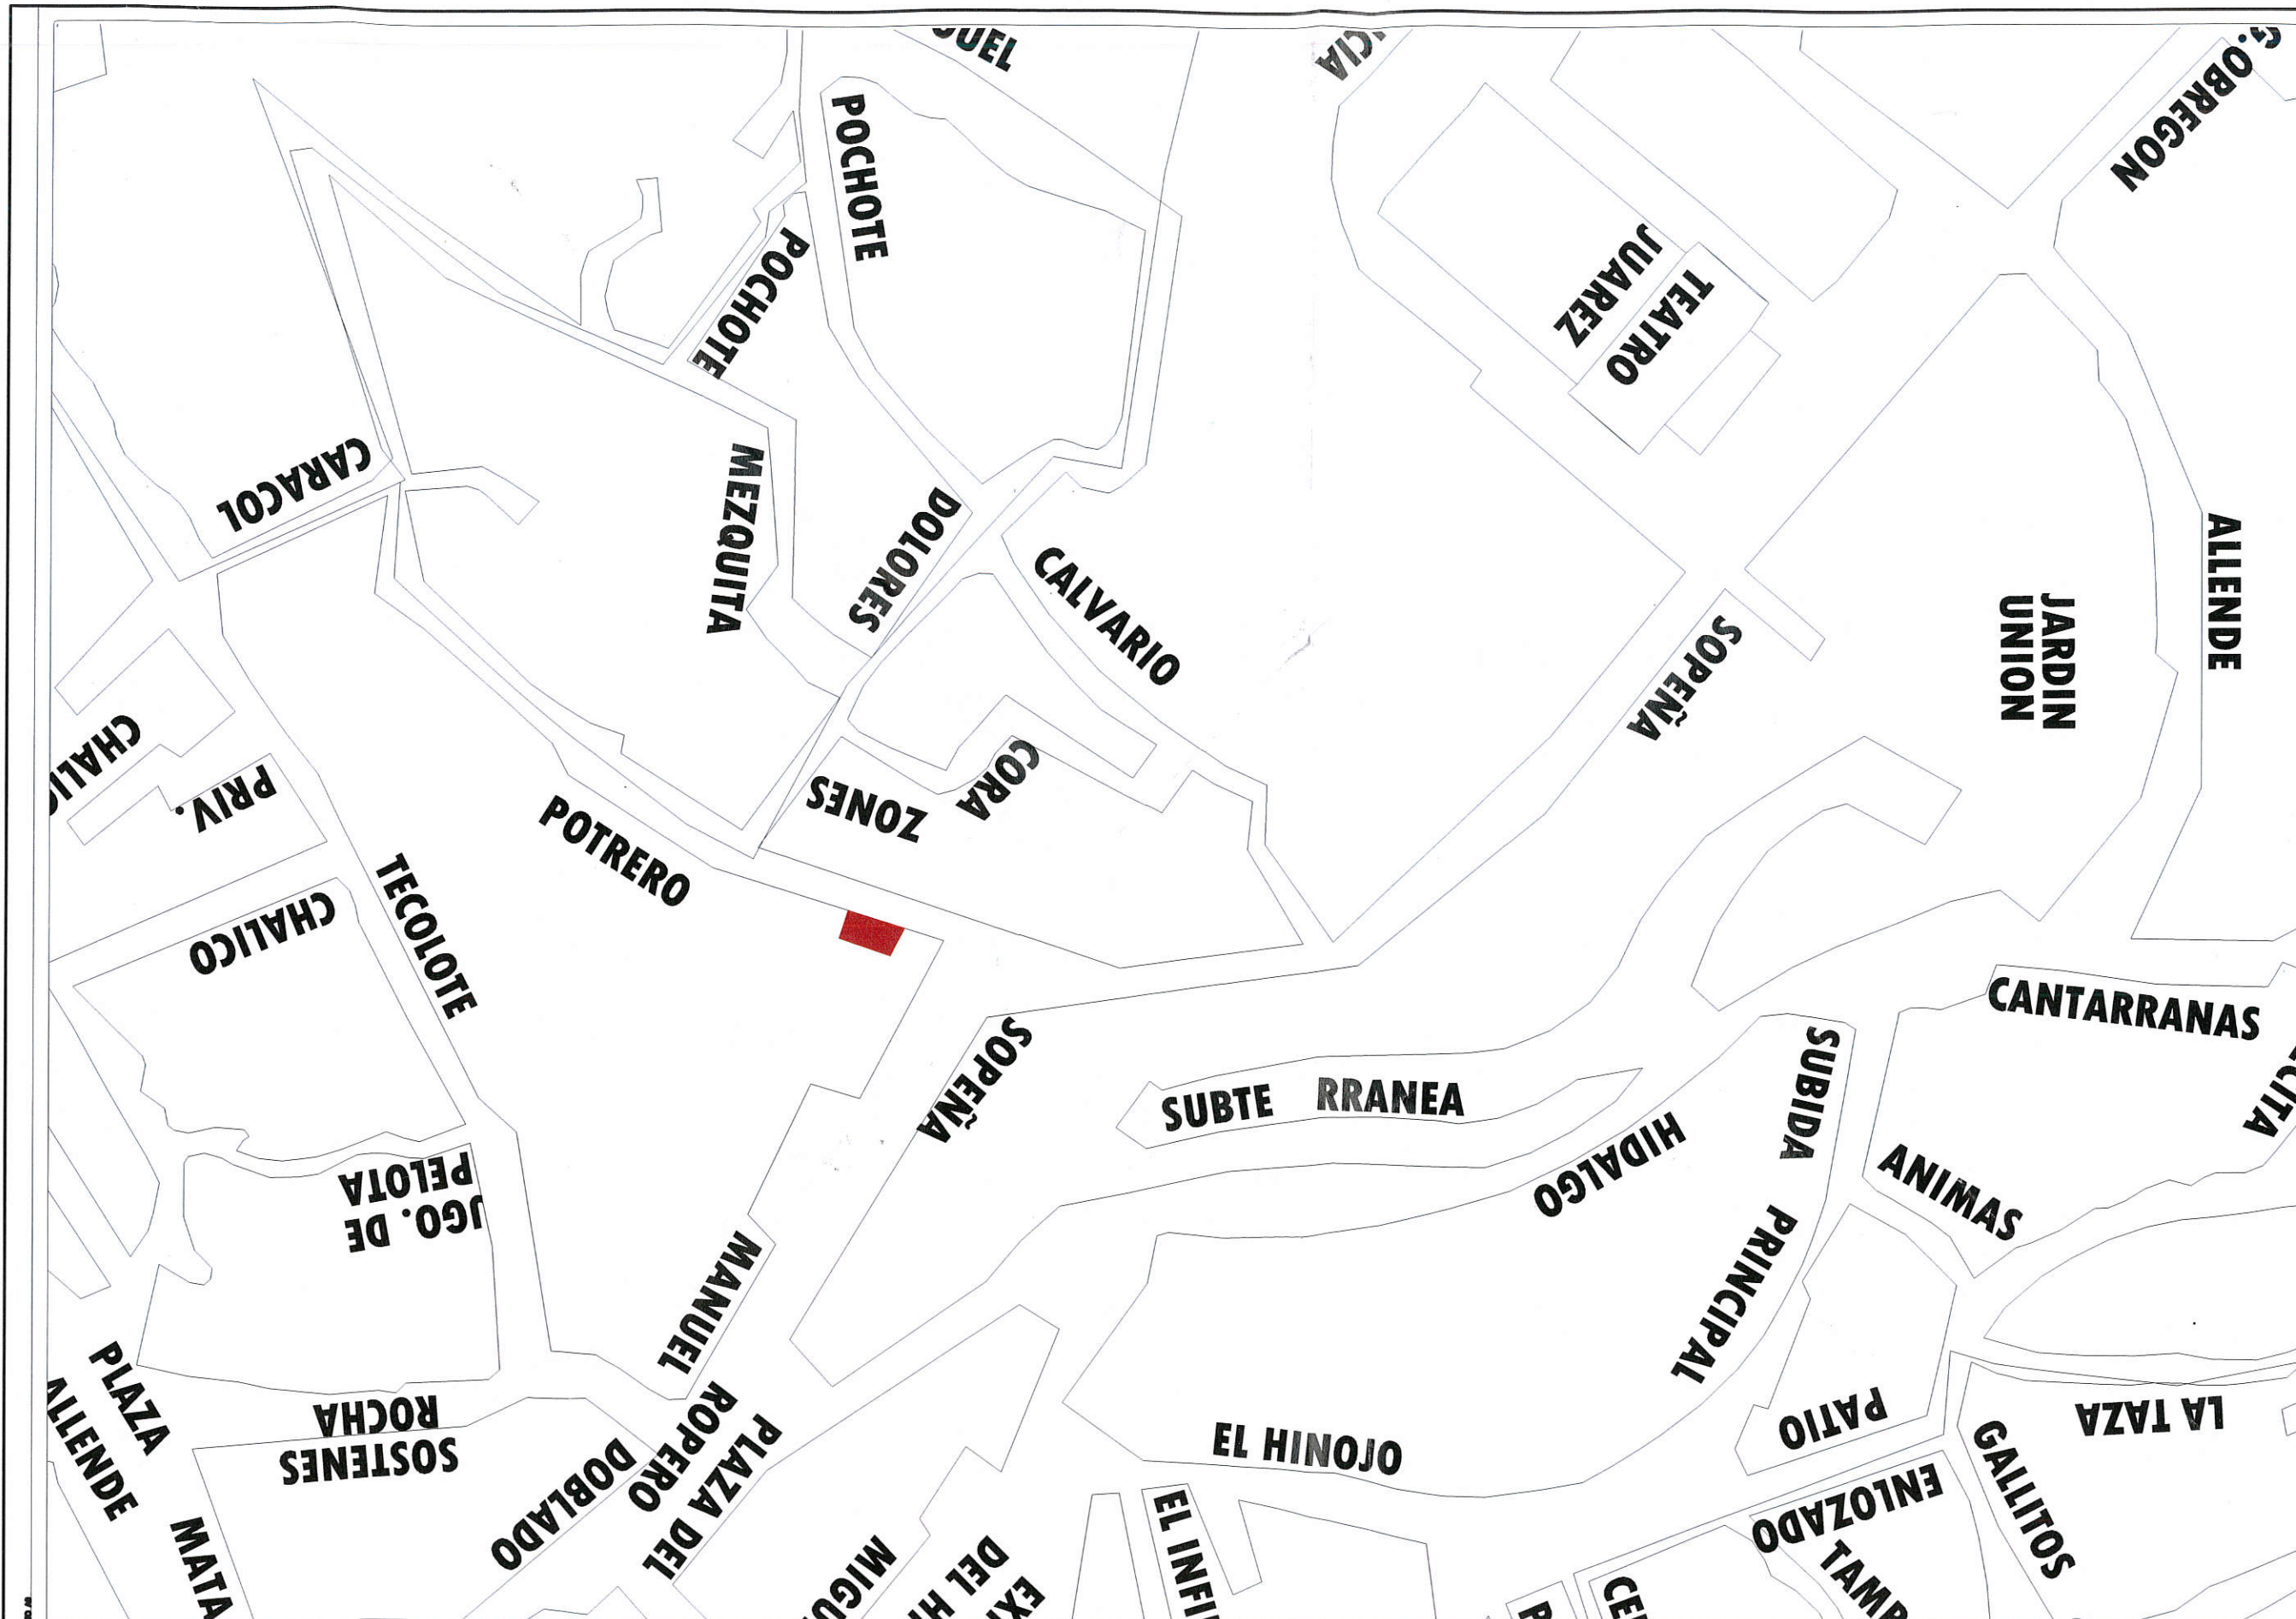 POCHOTE
POCHOTE
G.OBREGON
TEATRO
JUAREZ
CARACOL
MEZQUITA
DOLORES
CALVARIO
SOPEÑA
JARDIN
UNION
ALLENDE
PRIV.
ZONES
CORA
POTRERO
TECOLOTE
CHALICO
SOPEÑA
SUBTE RRANEA
HIDALGO
SUBIDA
PRINCIPAL
CANTARRANAS
ANIMAS
JGO. DE
PELOTA
MANUEL
DOBLADO
PLAZA
ALLENDE
SOSTENES
ROCHA
PLAZA DEL
ROPERO
EL HINOJO
PATIO
LA TAZA
GALLITOS
ENLOZADO
MATA
DEL